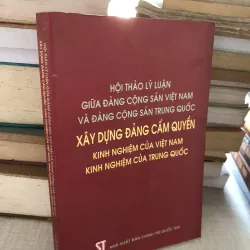 HỘI THẢO LÝ LUẬN
GIỮA ĐẢNG CỘNG SẢN VIỆT NAM
VÀ ĐẢNG CỘNG SẢN TRUNG QUỐC
XÂY DỰNG ĐẢNG CẦM QUYỀN
KINH NGHIỆM CỦA VIỆT NAM
KINH NGHIỆM CỦA TRUNG QUỐC
ST NHÀ XUẤT BẢN CHÍNH TRỊ QUỐC GIA